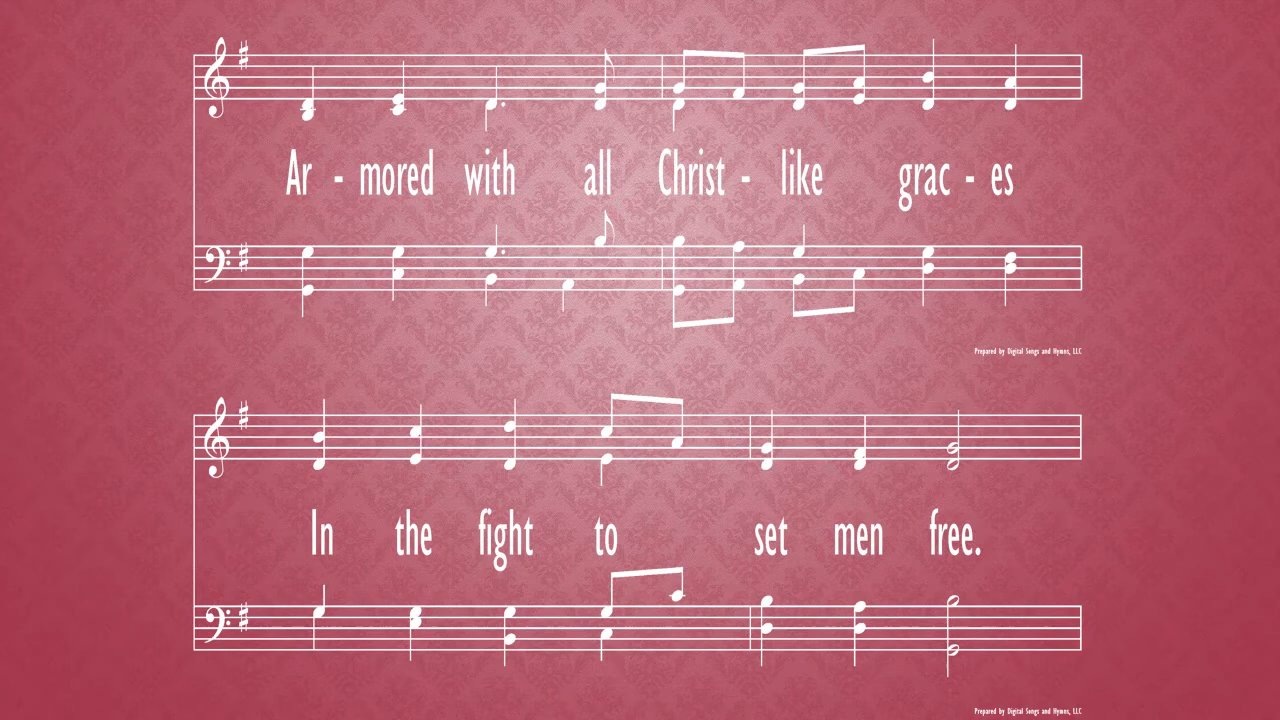 Ar - mored with all Christ - like grac - es
Prepared by Digital Songs and Hymns, LLC
In the fight to set men free.
Prepared by Digital Songs and Hymns, LLC